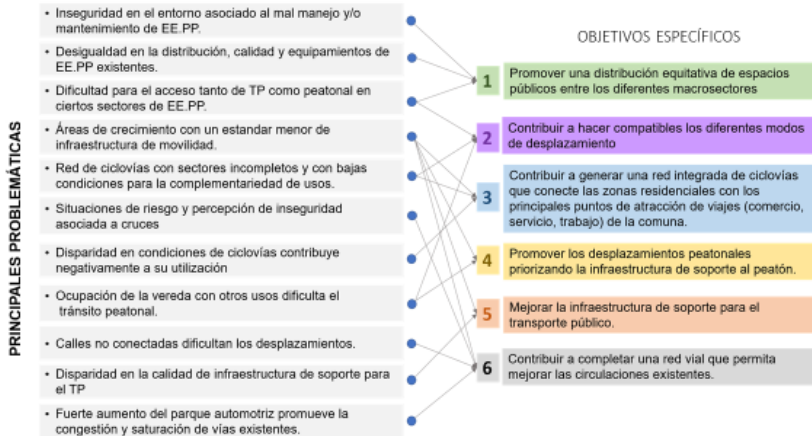 PRINCIPALES PROBLEMÁTICAS
• Inseguridad en el entorno asociado al mal manejo y/o
mantenimiento de EE.PP.
• Desigualdad en la distribución, calidad y equipamientos de
EE.PP existentes.
• Dificultad para el acceso tanto de TP como peatonal en
ciertos sectores de EE.PP.
• Áreas de crecimiento con un estandar menor de
infraestructura de movilidad.
• Red de ciclovías con sectores incompletos y con bajas
condiciones para la complementariedad de usos.
• Situaciones de riesgo y percepción de inseguridad
asociada a cruces
• Disparidad en condiciones de ciclovías contribuye
negativamente a su utilización
• Ocupación de la vereda con otros usos dificulta el
tránsito peatonal.
• Calles no conectadas dificultan los desplazamientos.
• Disparidad en la calidad de infraestructura de soporte para
el TP
• Fuerte aumento del parque automotriz promueve la
congestión y saturación de vías existentes.
OBJETIVOS ESPECÍFICOS
1 Promover una distribución equitativa de espacios
públicos entre los diferentes macrosectores
2 Contribuir a hacer compatibles los diferentes modos
de desplazamiento
3 Contribuir a generar una red integrada de ciclovías
que conecte las zonas residenciales con los
principales puntos de atracción de viajes (comercio,
servicio, trabajo) de la comuna.
4 Promover los desplazamientos peatonales
priorizando la infraestructura de soporte al peatón.
5 Mejorar la infraestructura de soporte para el
transporte público.
6 Contribuir a completar una red vial que permita
mejorar las circulaciones existentes.